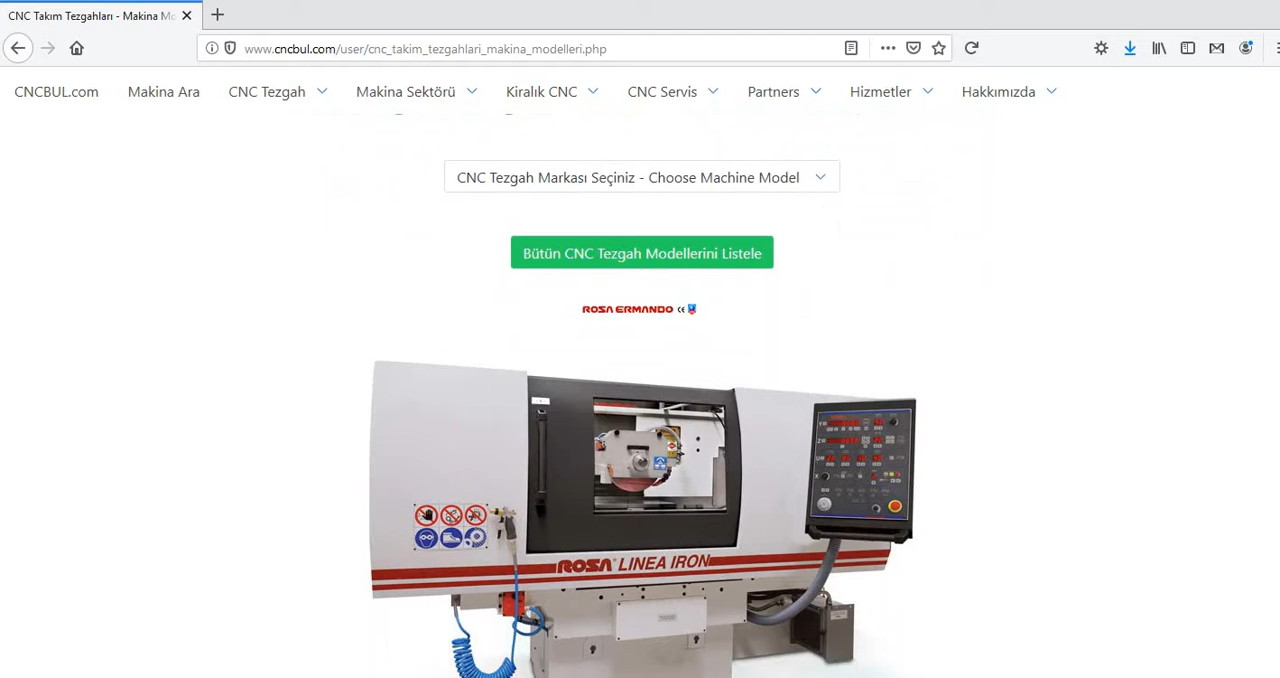 CNC Takım Tezgahları - Makina Mo
www.cncbul.com/user/cnc_takim_tezgahlari_makina_modelleri.php
CNCBUL.com Makina Ara CNC Tezgah Makina Sektörü Kiralık CNC CNC Servis Partners Hizmetler Hakkımızda
CNC Tezgah Markası Seçiniz - Choose Machine Model
Bütün CNC Tezgah Modellerini Listele
ROSA ERMANDO CE
ROSA LINEA IRON